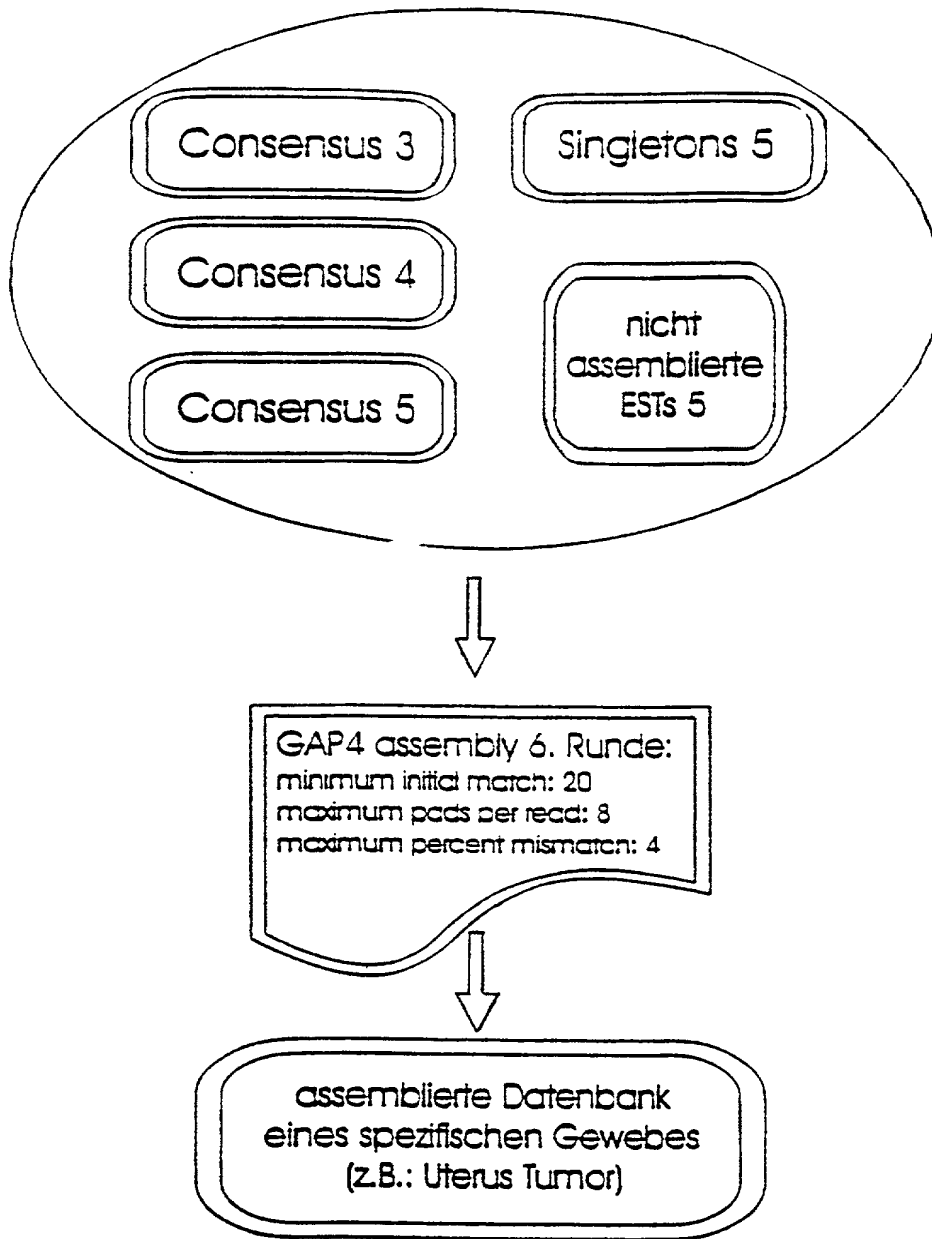 Consensus 3
Singletons 5
Consensus 4
nicht
assemblierte
ESTs 5
Consensus 5
GAP4 assembly 6. Runde:
minimum initial match: 20
maximum pads per read: 8
maximum percent mismatch: 4
assemblierte Datenbank
eines spezifischen Gewebes
(z.B.: Uterus Tumor)